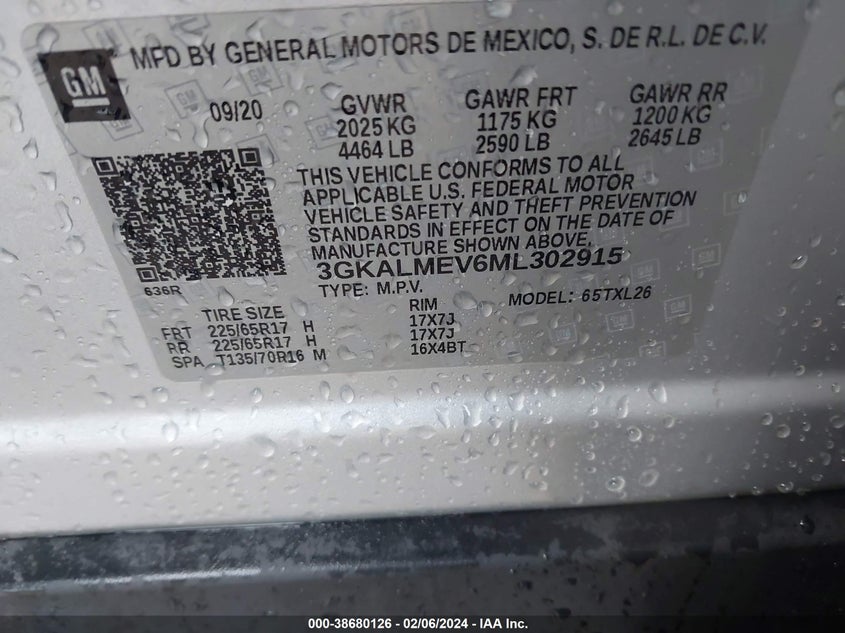 GM
MFD BY GENERAL MOTORS DE MEXICO, S. DE R.L. DE C.V.
09/20 GVWR GAWR FRT GAWR RR
2025 KG 1175 KG 1200 KG
4464 LB 2590 LB 2645 LB
THIS VEHICLE CONFORMS TO ALL
APPLICABLE U.S. FEDERAL MOTOR
VEHICLE SAFETY AND THEFT PREVENTION
STANDARDS IN EFFECT ON THE DATE OF
MANUFACTURE SHOWN ABOVE.
3GKALMEV6ML302915
636R TYPE: M.P.V. MODEL: 65TXL26
TIRE SIZE RIM
FRT 225/65R17 H 17X7J
RR 225/65R17 H 17X7J
SPA T135/70R16 M 16X4BT
000-38680126 - 02/06/2024 - IAA Inc.